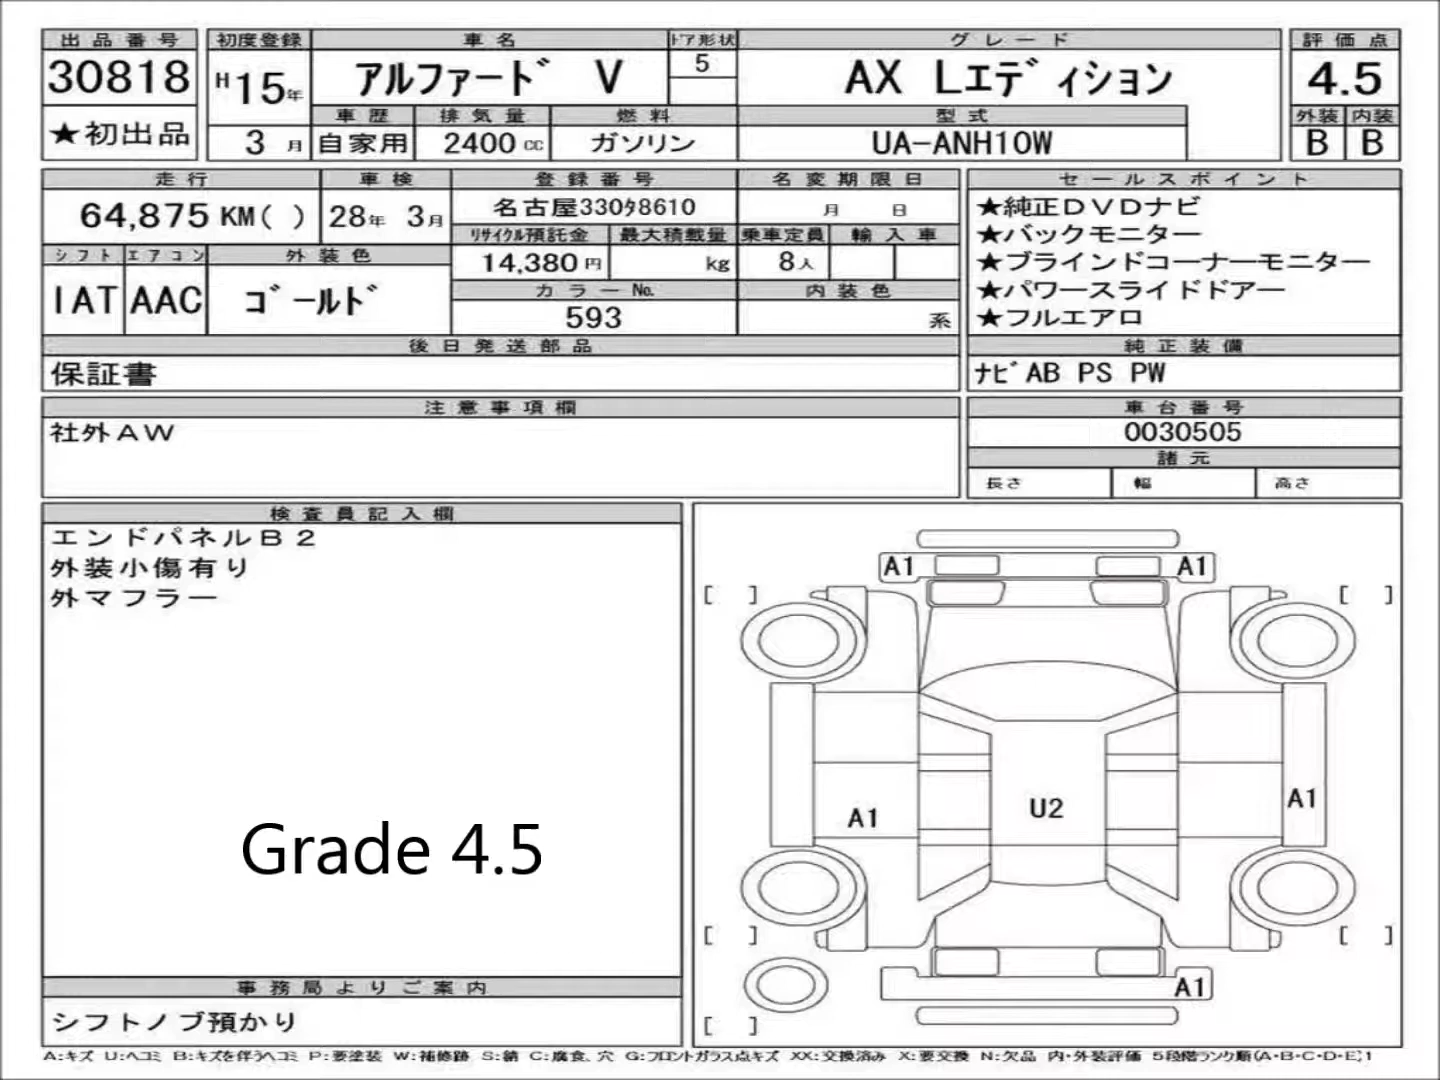 出品番号
30818
★初出品
初度登録
H15年
3月
車名
アルファードV
ドア形状
5
グレード
AX Lエディション
評価点
4.5
外装 内装
B B
車歴
自家用
排気量
2400cc
燃料
ガソリン
型式
UA-ANH10W
走行
64,875KM( )
車検
28年 3月
登録番号
名古屋330タ8610
名変期限日
月 日
セールスポイント
★純正DVDナビ
★バックモニター
★ブラインドコーナーモニター
★パワースライドドアー
★フルエアロ
シフト
IAT
エアコン
AAC
外装色
ゴールド
リサイクル預託金
14,380円
最大積載量
kg
乗車定員
8人
輸入車
カラーNo.
593
内装色
系
後日発送部品
保証書
純正装備
ナビAB PS PW
注意事項欄
社外AW
車台番号
0030505
諸元
長さ 幅 高さ
検査員記入欄
エンドパネルB2
外装小傷有り
外マフラー
Grade 4.5
A1 A1
[ ] [ ]
A1 U2 A1
[ ] [ ]
A1
[ ]
事務局よりご案内
シフトノブ預かり
A:キズ U:ヘコミ B:キズを伴うヘコミ P:要塗装 W:補修跡 S:錆 C:腐食、穴 G:フロントガラス点キズ XX:交換済み X:要交換 N:欠品 内・外装評価 5段階ランク順(A・B・C・D・E)1